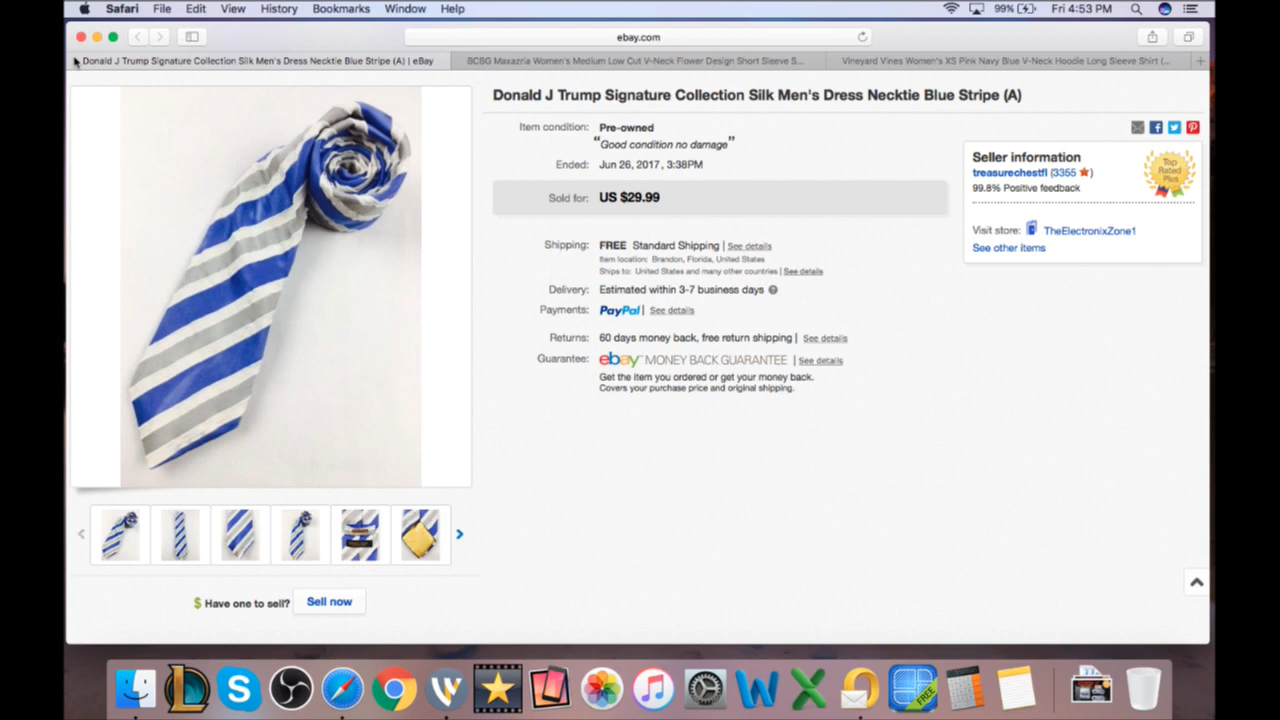 Safari File Edit View History Bookmarks Window Help 99% Fri 4:53 PM
ebay.com
Donald J Trump Signature Collection Silk Men's Dress Necktie Blue Stripe (A) | eBay
BCBG Maxazria Women's Medium Low Cut V-Neck Flower Design Short Sleeve S...
Vineyard Vines Women's XS Pink Navy Blue V-Neck Hoodie Long Sleeve Shirt (...
Donald J Trump Signature Collection Silk Men's Dress Necktie Blue Stripe (A)
Item condition: Pre-owned
"Good condition no damage"
Ended: Jun 26, 2017 , 3:38PM
Sold for: US $29.99
Shipping: FREE Standard Shipping | See details
Item location: Brandon, Florida, United States
Ships to: United States and many other countries | See details
Delivery: Estimated within 3-7 business days
Payments: PayPal | See details
Returns: 60 days money back, free return shipping | See details
Guarantee: ebay MONEY BACK GUARANTEE | See details
Get the item you ordered or get your money back.
Covers your purchase price and original shipping.
Seller information
treasurechestfl (3355)
99.8% Positive feedback
Top
Rated
Plus
Visit store: TheElectronixZone1
See other items
$ Have one to sell? Sell now
FREE